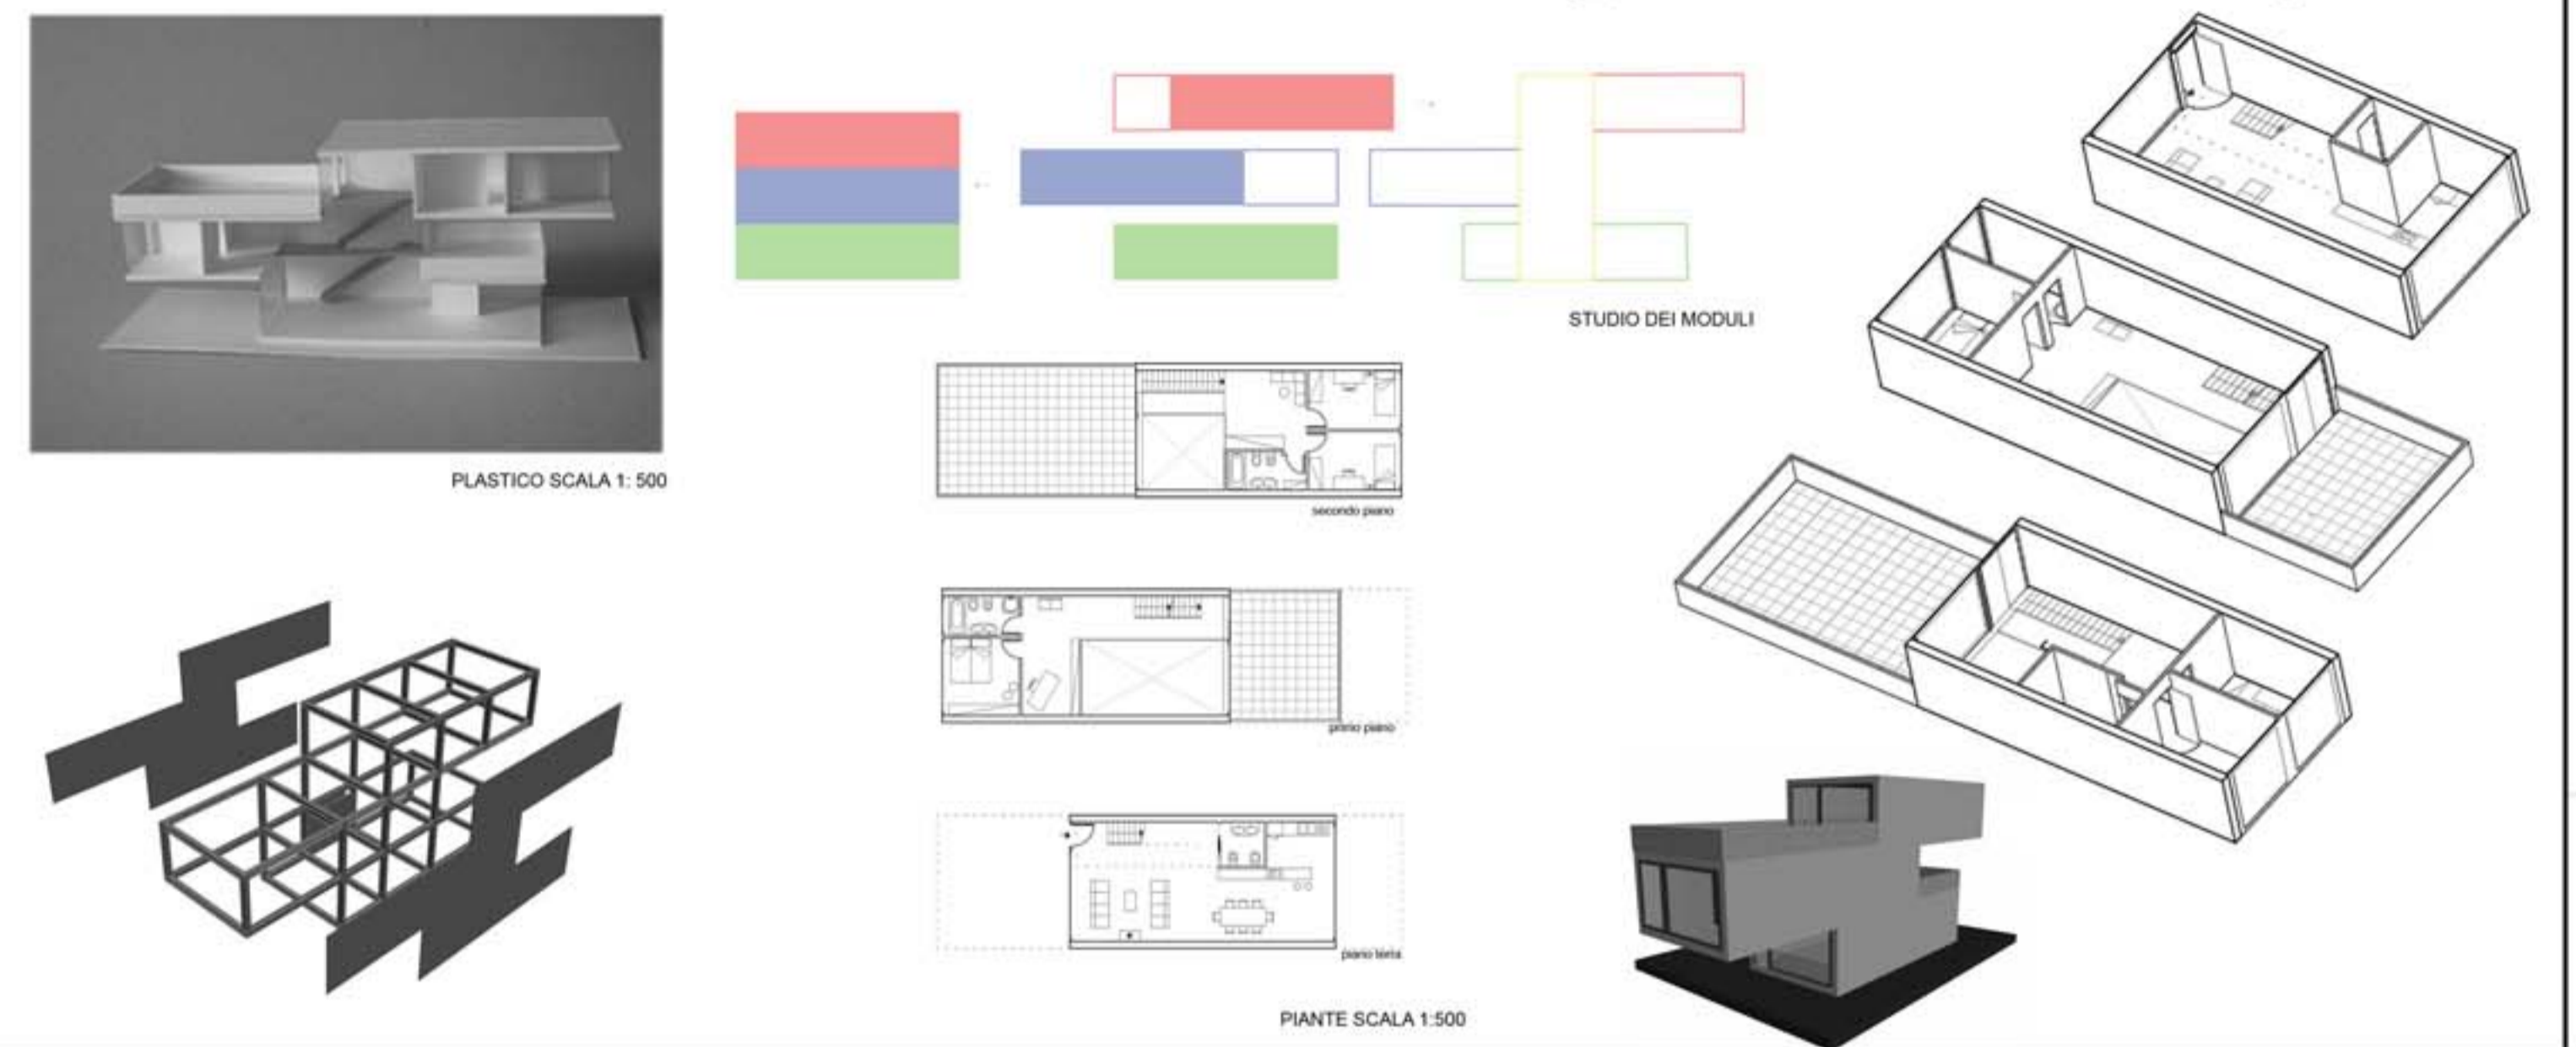 STUDIO DEI MODULI
PLASTICO SCALA 1: 500
secondo piano
primo piano
piano terra
PIANTE SCALA 1:500